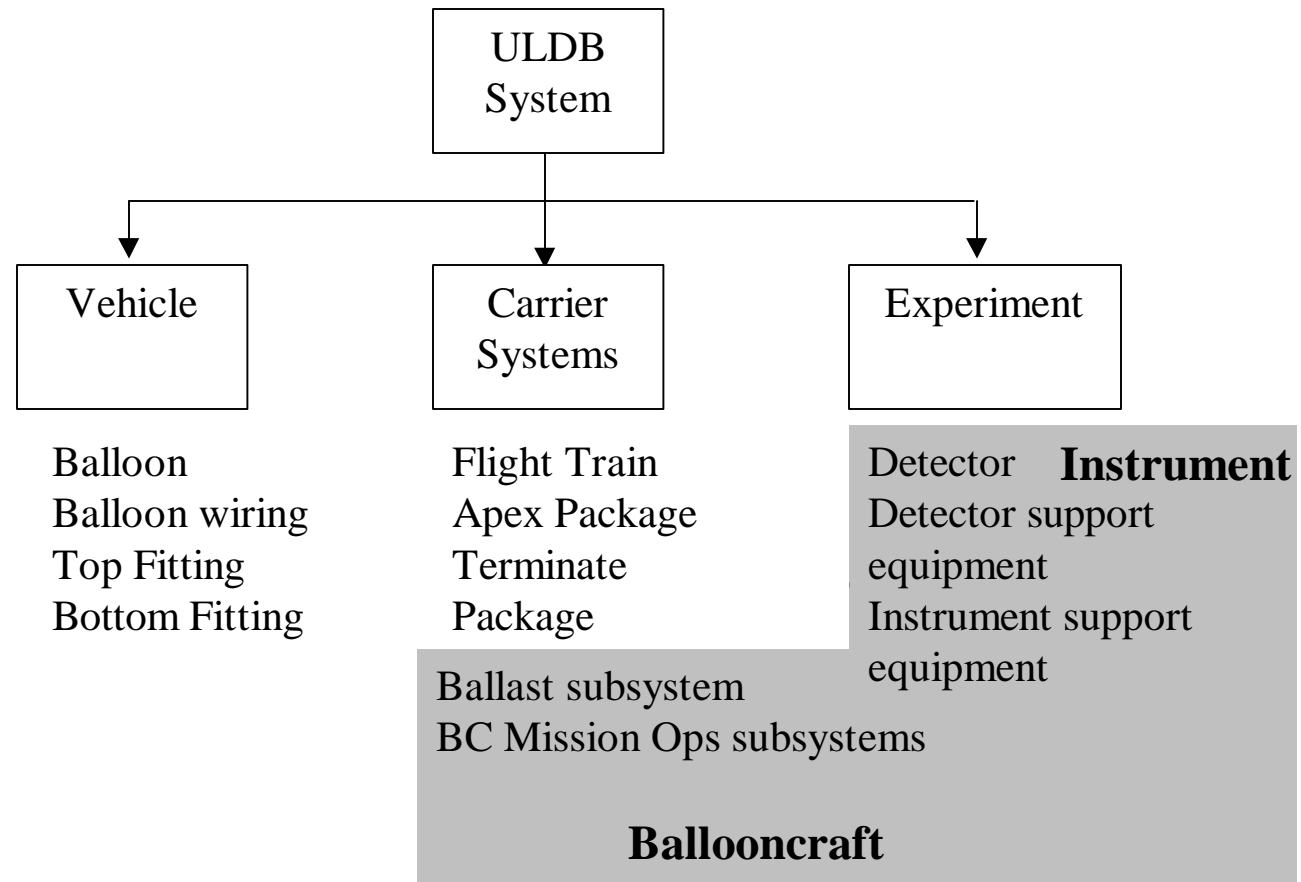 ULDB
System
Vehicle
Carrier
Systems
Experiment
Balloon
Balloon wiring
Top Fitting
Bottom Fitting
Flight Train
Apex Package
Terminate
Package
Ballast subsystem
BC Mission Ops subsystems
Detector Instrument
Detector support
equipment
Instrument support
equipment
Ballooncraft